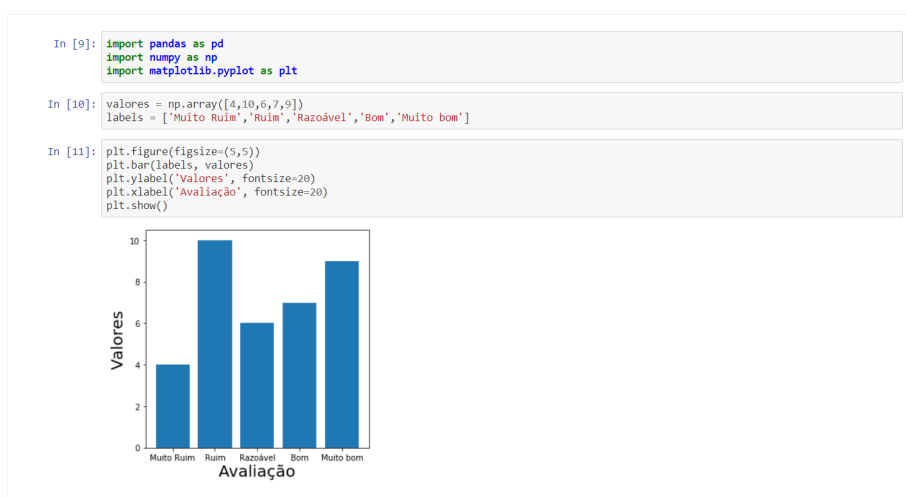 In [9]: import pandas as pd
import numpy as np
import matplotlib.pyplot as plt
In [10]: valores = np.array([4,10,6,7,9])
labels = ['Muito Ruim','Ruim','Razoável','Bom','Muito bom']
In [11]: plt.figure(figsize=(5,5))
plt.bar(labels, valores)
plt.ylabel('Valores', fontsize=20)
plt.xlabel('Avaliação', fontsize=20)
plt.show()
10
8
6
4
2
0
Valores
Muito Ruim Ruim Razoável Bom Muito bom
Avaliação